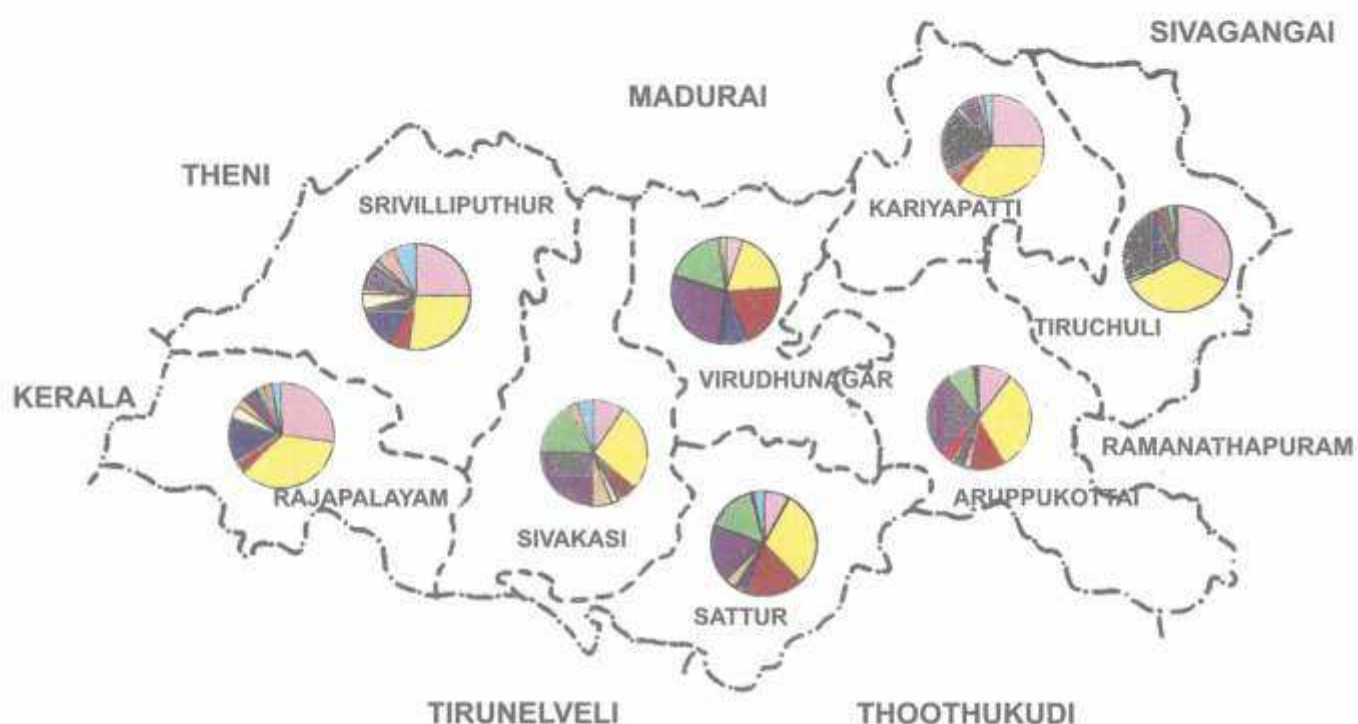 SIVAGANGAI
MADURAI
THENI
SRIVILLIPUTHUR
KARIYAPATTI
TIRUCHULI
VIRUDHUNAGAR
KERALA
RAMANATHAPURAM
RAJAPALAYAM
ARUPPUKOTTAI
SIVAKASI
SATTUR
TIRUNELVELI
THOOTHUKUDI